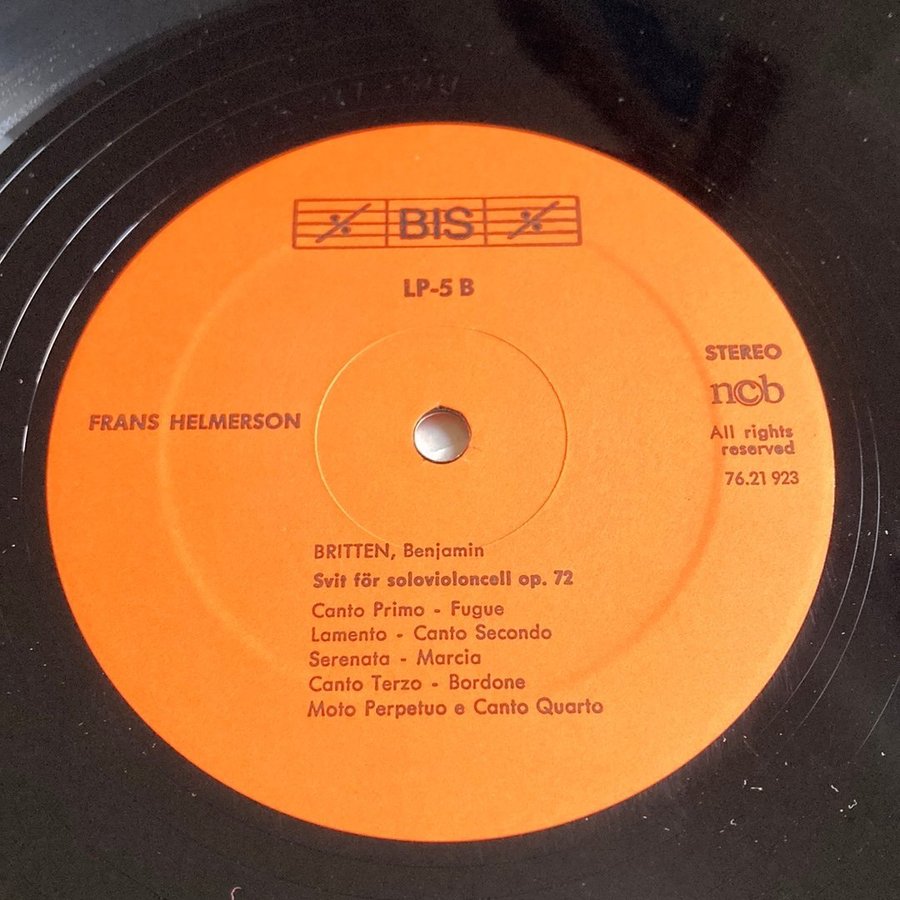 BIS
LP-5 B
STEREO
ncb
All rights
reserved
76.21 923
FRANS HELMERSON
BRITTEN, Benjamin
Svit för solovioloncell op. 72
Canto Primo - Fugue
Lamento - Canto Secondo
Serenata - Marcia
Canto Terzo - Bordone
Moto Perpetuo e Canto Quarto